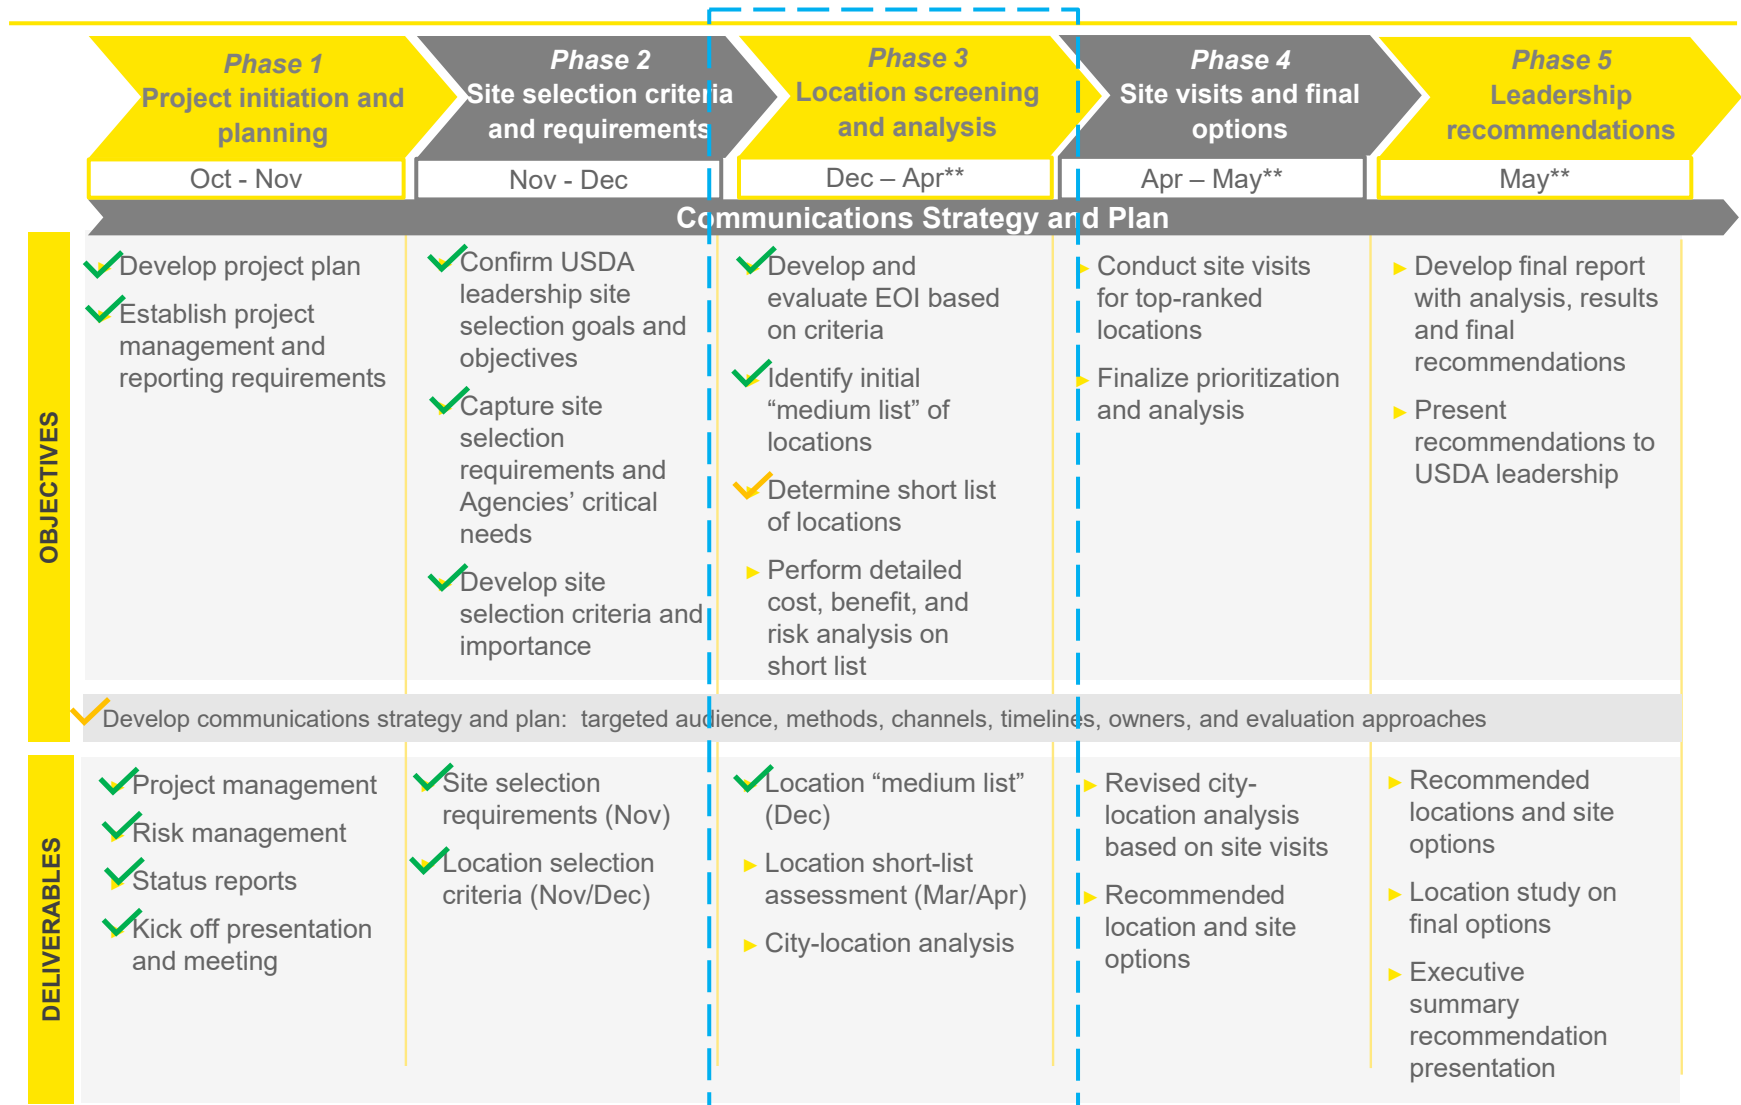 Phase 1
Project initiation and
planning
Oct - Nov
Phase 2
Site selection criteria
and requirements
Nov - Dec
Phase 3
Location screening
and analysis
Dec – Apr**
Phase 4
Site visits and final
options
Apr – May**
Phase 5
Leadership
recommendations
May**
Communications Strategy and Plan
OBJECTIVES
Develop project plan
Establish project
management and
reporting requirements
Confirm USDA
leadership site
selection goals and
objectives
Capture site
selection
requirements and
Agencies’ critical
needs
Develop site
selection criteria and
importance
Develop and
evaluate EOI based
on criteria
Identify initial
“medium list” of
locations
Determine short list
of locations
Perform detailed
cost, benefit, and
risk analysis on
short list
Conduct site visits
for top-ranked
locations
Finalize prioritization
and analysis
Develop final report
with analysis, results
and final
recommendations
Present
recommendations to
USDA leadership
Develop communications strategy and plan:  targeted audience, methods, channels, timelines, owners, and evaluation approaches
DELIVERABLES
Project management
Risk management
Status reports
Kick off presentation
and meeting
Site selection
requirements (Nov)
Location selection
criteria (Nov/Dec)
Location “medium list”
(Dec)
Location short-list
assessment (Mar/Apr)
City-location analysis
Revised city-
location analysis
based on site visits
Recommended
location and site
options
Recommended
locations and site
options
Location study on
final options
Executive
summary
recommendation
presentation